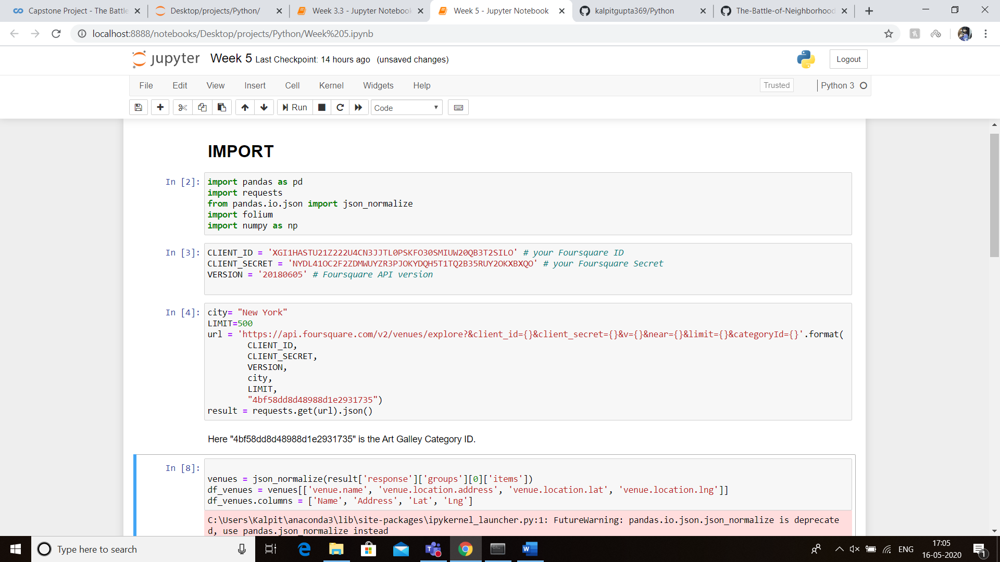 Capstone Project - The Battle
Desktop/projects/Python/
Week 3.3 - Jupyter Notebook
Week 5 - Jupyter Notebook
kalpitgupta369/Python
The-Battle-of-Neighborhood
localhost:8888/notebooks/Desktop/projects/Python/Week%205.ipynb
jupyter Week 5 Last Checkpoint: 14 hours ago (unsaved changes)
Logout
File Edit View Insert Cell Kernel Widgets Help
Trusted
Python 3
Run
Code
IMPORT
In [2]:
import pandas as pd
import requests
from pandas.io.json import json_normalize
import folium
import numpy as np
In [3]:
CLIENT_ID = 'XGI1HASTU21Z222U4CN3JJTL0PSKFO30SMIUW20QB3T2SILO' # your Foursquare ID
CLIENT_SECRET = 'NYDL41OC2F2ZDMWUYZR3PJOKYDQH5T1TQ2B35RUY2OKXBXQO' # your Foursquare Secret
VERSION = '20180605' # Foursquare API version
In [4]:
city= "New York"
LIMIT=500
url = 'https://api.foursquare.com/v2/venues/explore?&client_id={}&client_secret={}&v={}&near={}&limit={}&categoryId={}'.format(
CLIENT_ID,
CLIENT_SECRET,
VERSION,
city,
LIMIT,
"4bf58dd8d48988d1e2931735")
result = requests.get(url).json()
Here "4bf58dd8d48988d1e2931735" is the Art Galley Category ID.
In [8]:
venues = json_normalize(result['response']['groups'][0]['items'])
df_venues = venues[['venue.name', 'venue.location.address', 'venue.location.lat', 'venue.location.lng']]
df_venues.columns = ['Name', 'Address', 'Lat', 'Lng']
C:\Users\Kalpit\anaconda3\lib\site-packages\ipykernel_launcher.py:1: FutureWarning: pandas.io.json.json_normalize is deprecate
d, use pandas.json_normalize instead
Type here to search
ENG
17:05
16-05-2020
1